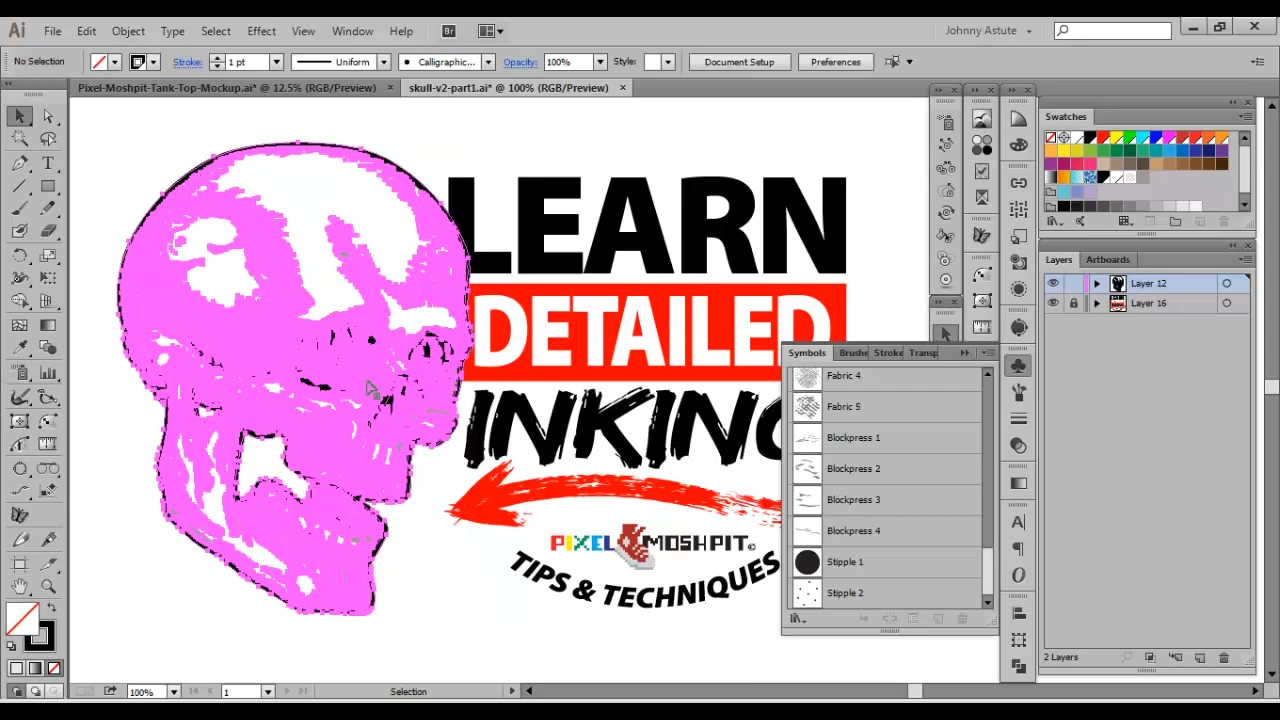 Ai File Edit Object Type Select Effect View Window Help Br Johnny Astute
No Selection Stroke: 1 pt Uniform Calligraphic... Opacity: 100% Style: Document Setup Preferences
Pixel-Moshpit-Tank-Top-Mockup.ai* @ 12.5% (RGB/Preview) × skull-v2-part1.ai* @ 100% (RGB/Preview) ×
Swatches
LEARN
DETAILED
INKING
PIXEL MOSHPIT©
TIPS & TECHNIQUES
Layers Artboards
Layer 12
Layer 16
Symbols Brushe Stroke Transp
Fabric 4
Fabric 5
Blockpress 1
Blockpress 2
Blockpress 3
Blockpress 4
Stipple 1
Stipple 2
2 Layers
100% 1 Selection